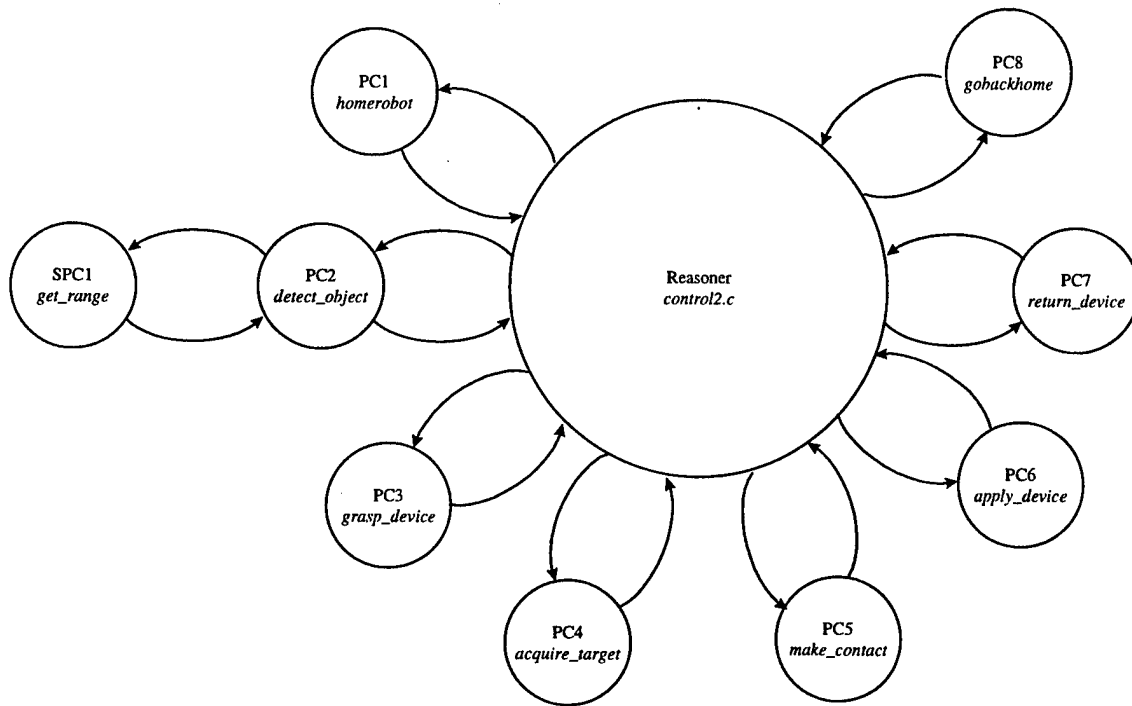 PC1
homerobot
PC8
gobackhome
SPC1
get_range
PC2
detect_object
Reasoner
control2.c
PC7
return_device
PC3
grasp_device
PC6
apply_device
PC4
acquire_target
PC5
make_contact